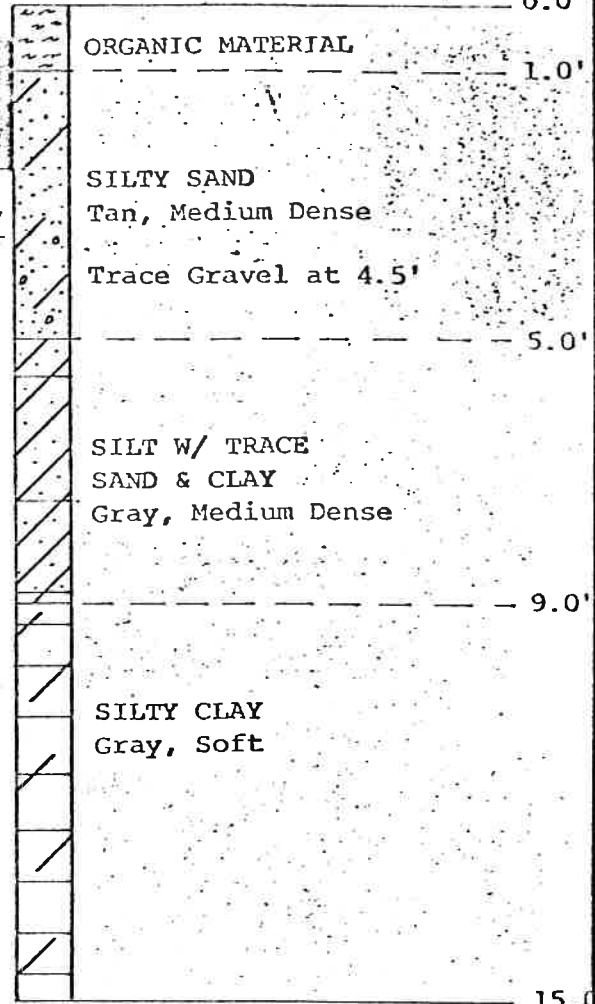 0.0'
ORGANIC MATERIAL
1.0'
SILTY SAND
Tan, Medium Dense
Trace Gravel at 4.5'
5.0'
SILT W/ TRACE
SAND & CLAY
Gray, Medium Dense
9.0'
SILTY CLAY
Gray, Soft
15.0